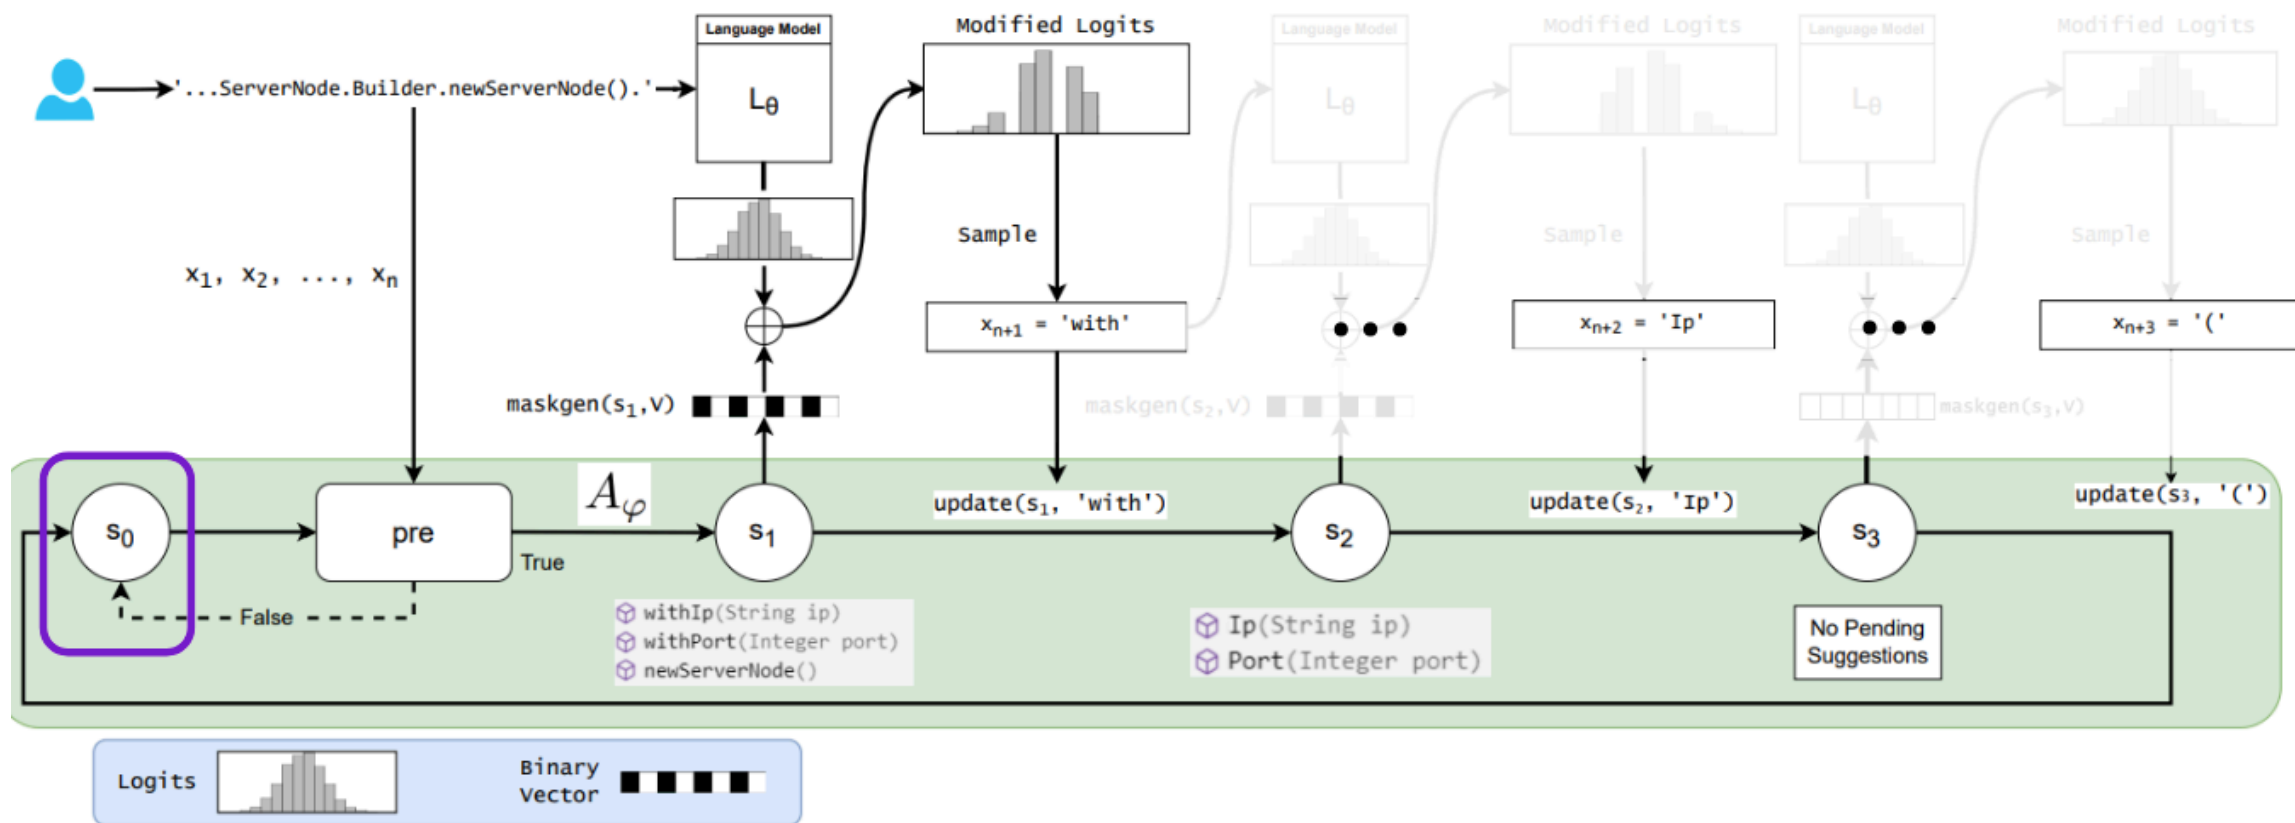 Language Model
Modified Logits
Language Model
Modified Logits
Language Model
Modified Logits
'...ServerNode.Builder.newServerNode().'
Lθ
Lθ
Lθ
Sample
Sample
Sample
x1, x2, ..., xn
xn+1 = 'with'
xn+2 = 'Ip'
xn+3 = '('
maskgen(s1,V)
maskgen(s2,V)
maskgen(s3,V)
Aφ
update(s1, 'with')
update(s2, 'Ip')
update(s3, '(')
s0
pre
True
s1
s2
s3
False
withIp(String ip)
withPort(Integer port)
newServerNode()
Ip(String ip)
Port(Integer port)
No Pending
Suggestions
Logits
Binary
Vector